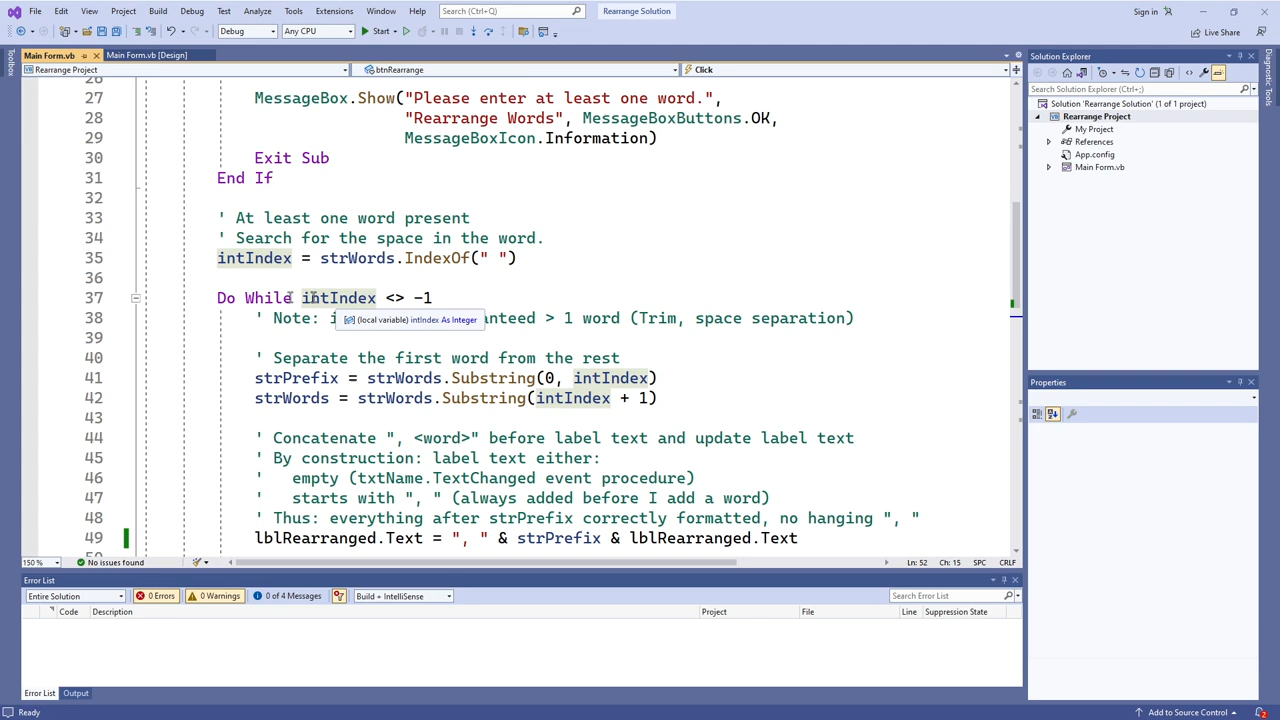 File Edit View Project Build Debug Test Analyze Tools Extensions Window Help Search (Ctrl+Q) Rearrange Solution Sign in
Debug Any CPU Start Live Share
Toolbox
Main Form.vb Main Form.vb [Design]
Rearrange Project btnRearrange Click
26
27 MessageBox.Show("Please enter at least one word.",
28 "Rearrange Words", MessageBoxButtons.OK,
29 MessageBoxIcon.Information)
30 Exit Sub
31 End If
32
33 ' At least one word present
34 ' Search for the space in the word.
35 intIndex = strWords.IndexOf(" ")
36
37 Do While intIndex <> -1
(local variable) intIndex As Integer
38 ' Note: anteed > 1 word (Trim, space separation)
39
40 ' Separate the first word from the rest
41 strPrefix = strWords.Substring(0, intIndex)
42 strWords = strWords.Substring(intIndex + 1)
43
44 ' Concatenate ", <word>" before label text and update label text
45 ' By construction: label text either:
46 ' empty (txtName.TextChanged event procedure)
47 ' starts with ", " (always added before I add a word)
48 ' Thus: everything after strPrefix correctly formatted, no hanging ", "
49 lblRearranged.Text = ", " & strPrefix & lblRearranged.Text
150 % No issues found Ln: 52 Ch: 15 SPC CRLF
Error List
Entire Solution 0 Errors 0 Warnings 0 of 4 Messages Build + IntelliSense Search Error List
Code Description Project File Line Suppression State
Error List Output
Ready Add to Source Control 2
Solution Explorer
Search Solution Explorer (Ctrl+;)
Solution 'Rearrange Solution' (1 of 1 project)
Rearrange Project
My Project
References
App.config
Main Form.vb
Properties
Diagnostic Tools